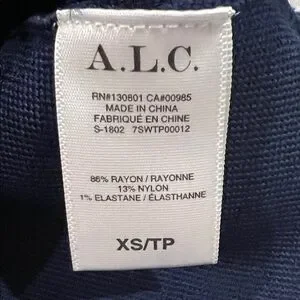 A.L.C.
RN#130801 CA#00985
MADE IN CHINA
FABRIQUÉ EN CHINE
S-1802 7SWTP00012
86% RAYON / RAYONNE
13% NYLON
1% ELASTANE / ÉLASTHANNE
XS/TP